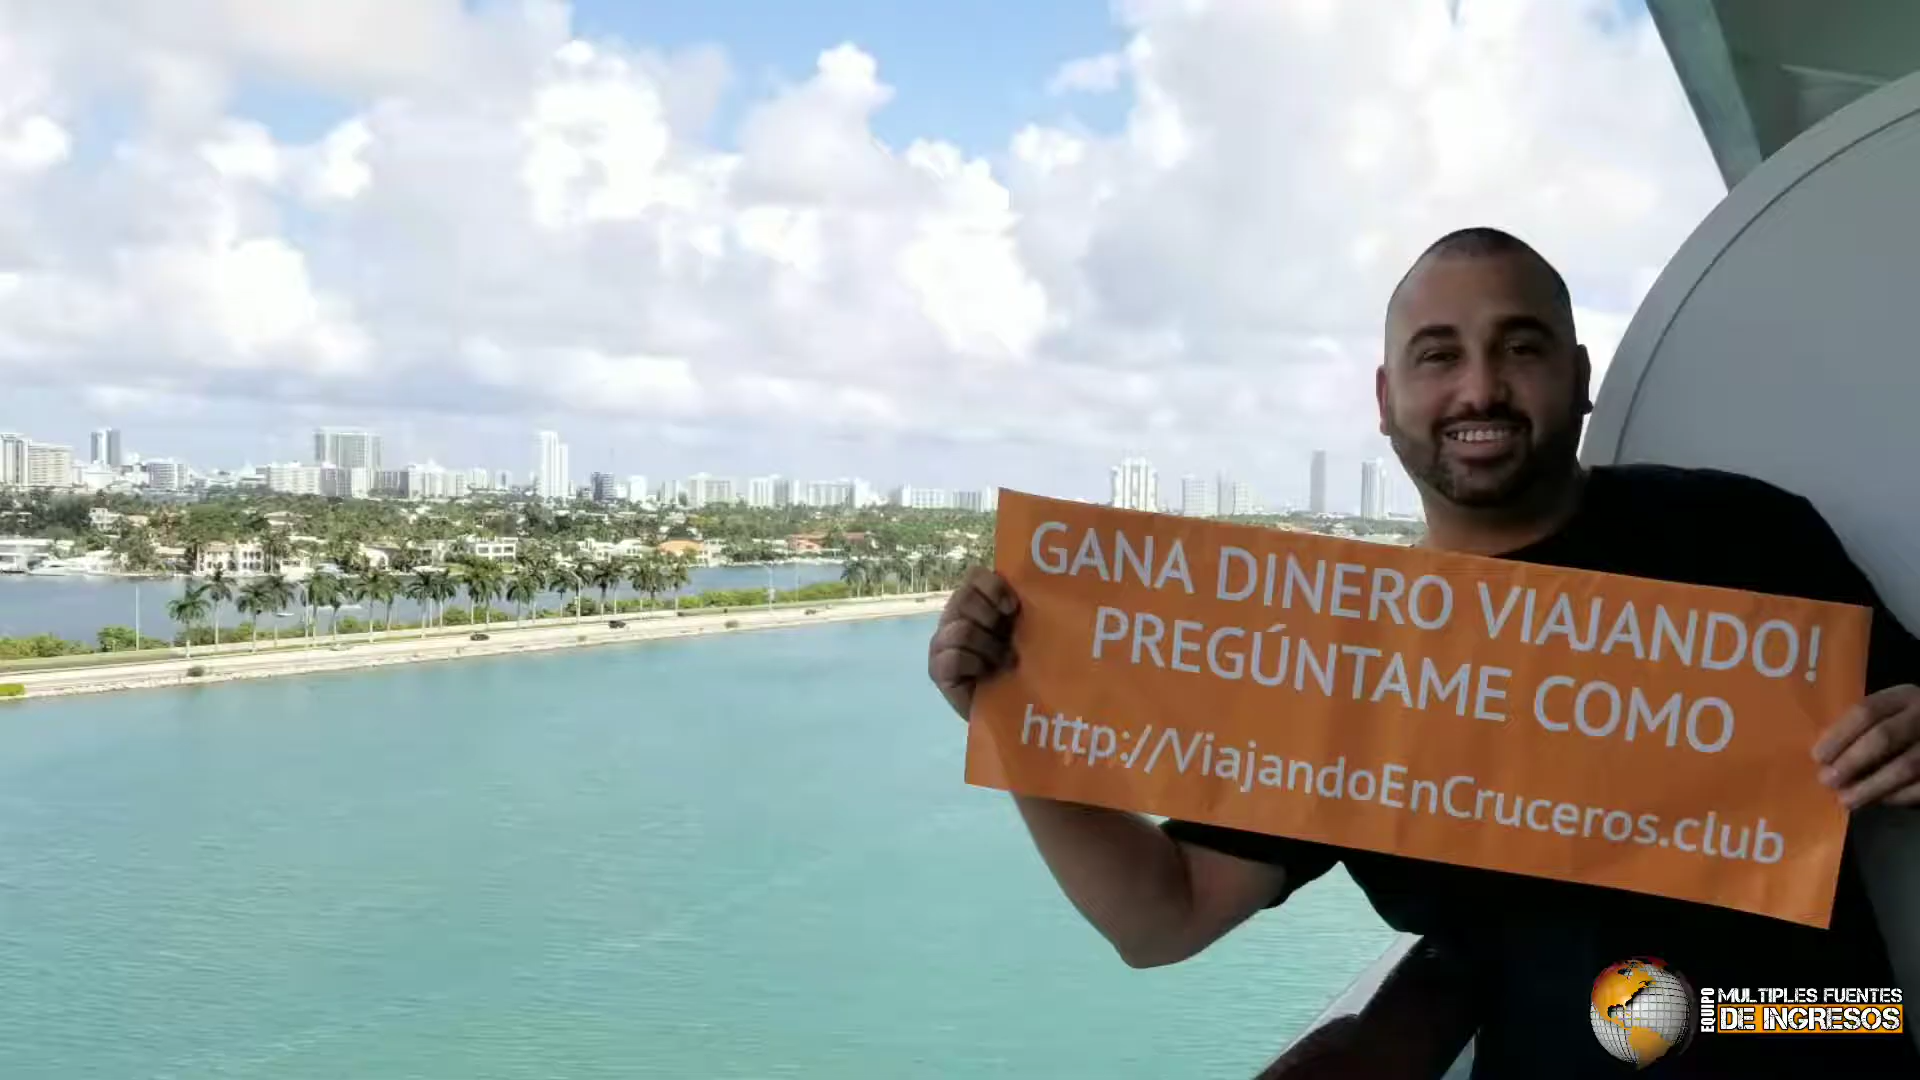 GANA DINERO VIAJANDO!
PREGÚNTAME COMO
http://ViajandoEnCruceros.club
EQUIPO
MULTIPLES FUENTES
DE INGRESOS